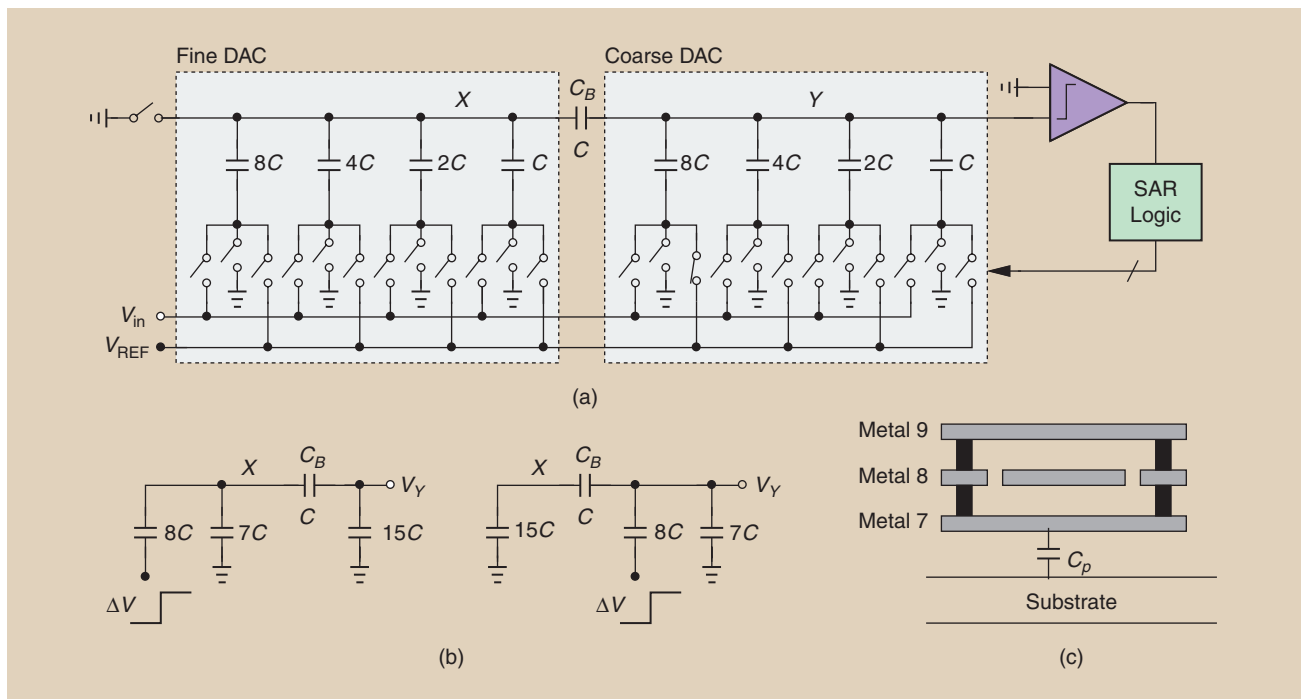 Fine DAC
Coarse DAC
X
C_B
C
Y
8C
4C
2C
C
8C
4C
2C
C
SAR
Logic
V_in
V_REF
(a)
X
C_B
C
V_Y
8C
7C
15C
ΔV
X
C_B
C
V_Y
15C
8C
7C
ΔV
(b)
Metal 9
Metal 8
Metal 7
C_p
Substrate
(c)